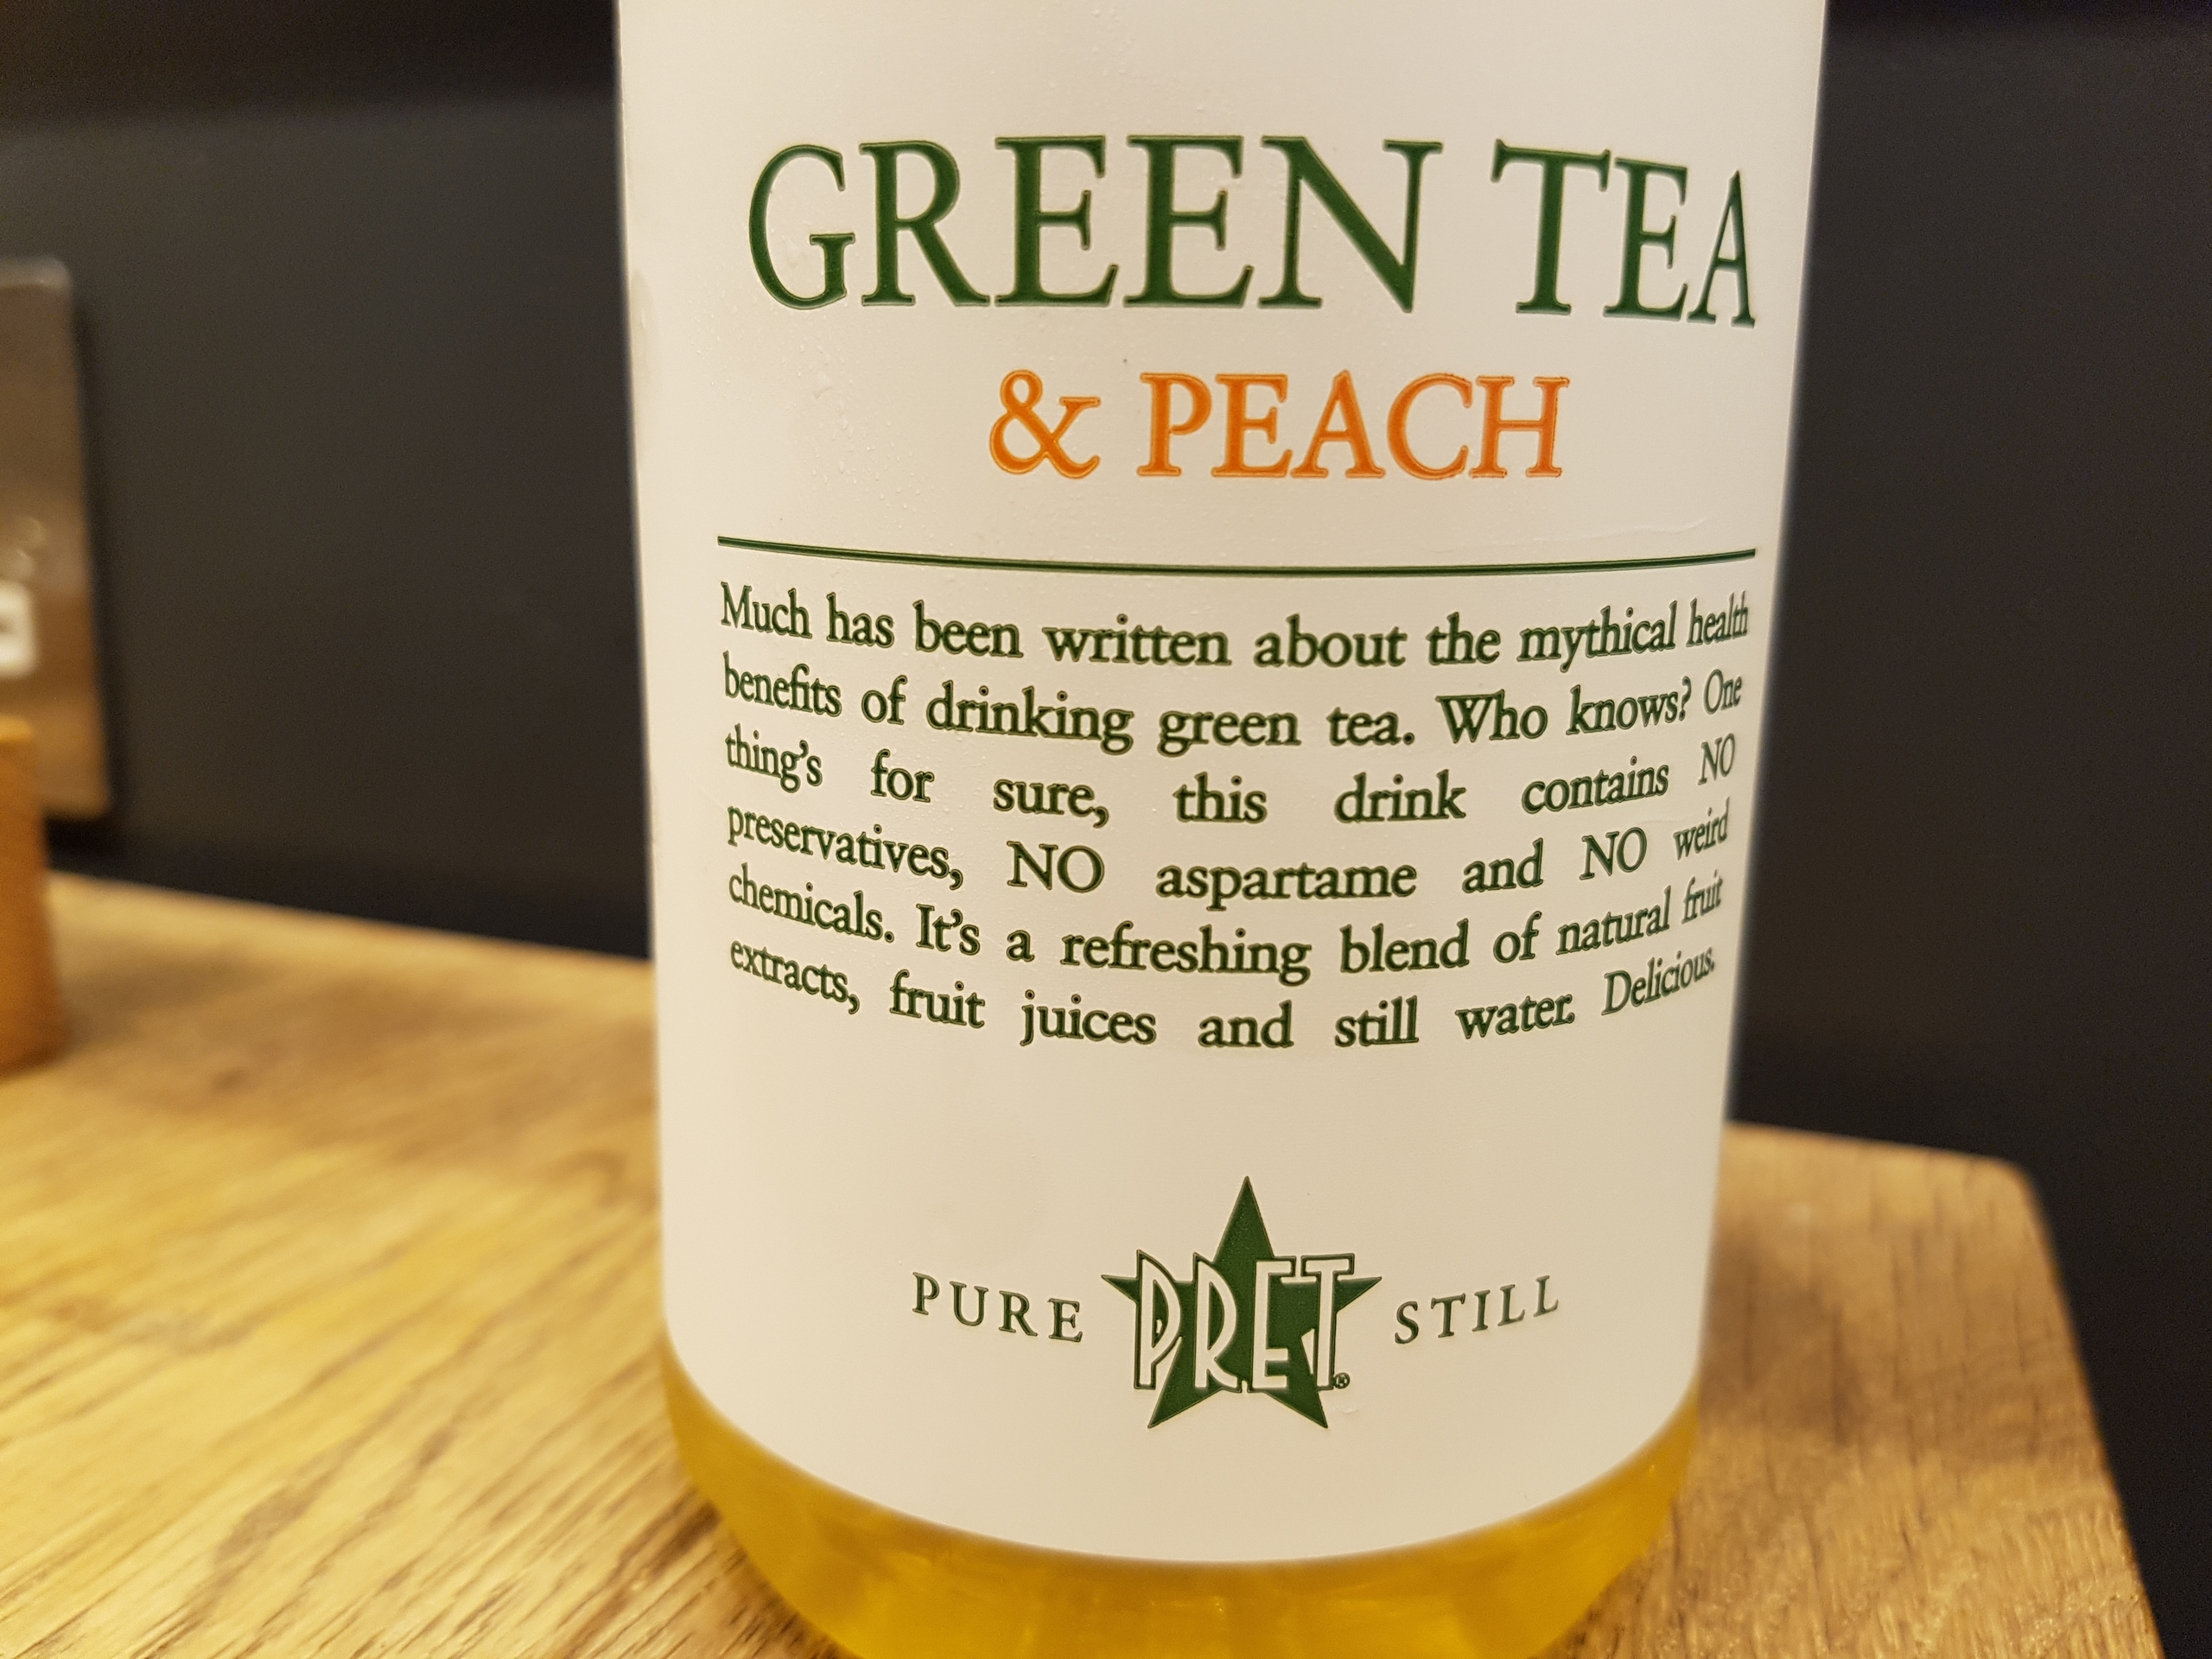 GREEN TEA
& PEACH
Much has been written about the mythical health
benefits of drinking green tea. Who knows? One
thing's for sure, this drink contains NO
preservatives, NO aspartame and NO weird
chemicals. It's a refreshing blend of natural fruit
extracts, fruit juices and still water. Delicious.
PURE PRET® STILL